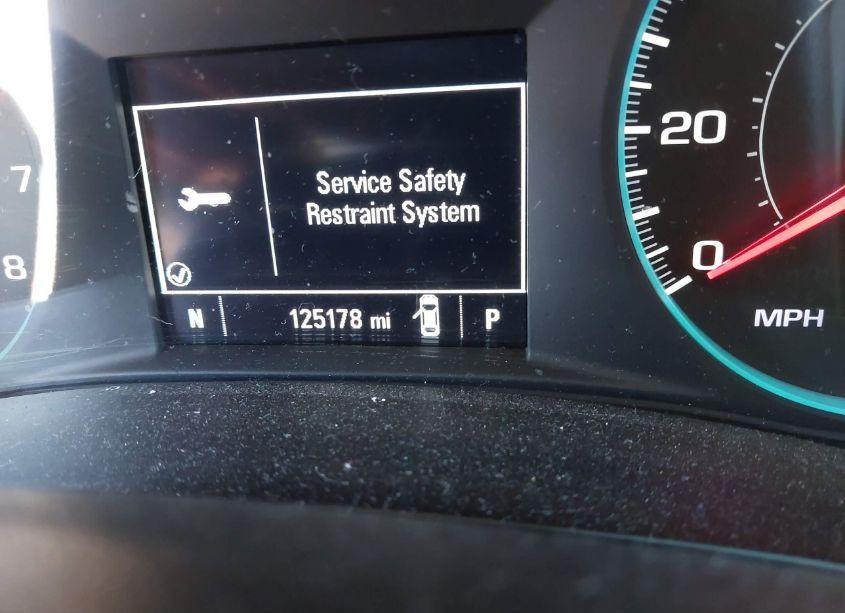 7
8
Service Safety
Restraint System
N 125178 mi P
20
0
MPH